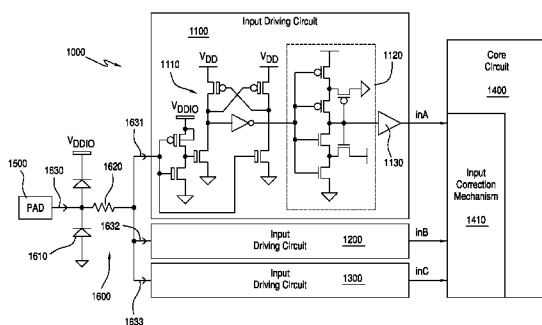 Input Driving Circuit
1100
1000
1110
VDD
VDD
1120
Core
Circuit
1400
VDDIO
1631
VDDIO
1500
1630
1620
PAD
inA
1130
Input
Correction
Mechanism
1410
1610
1632
Input
Driving Circuit
1200
inB
1600
Input
Driving Circuit
1300
inC
1633